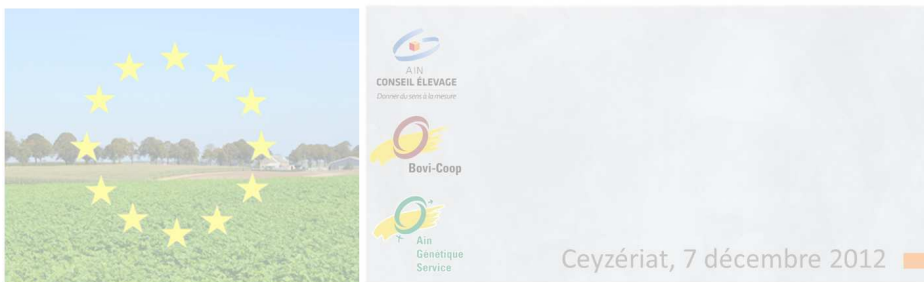 AIN
CONSEIL ÉLEVAGE
Donner du sens à la mesure
Bovi-Coop
Ain
Génétique
Service
Ceyzériat, 7 décembre 2012